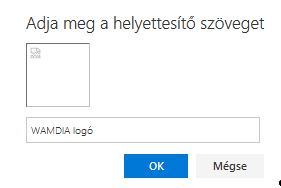 Adja meg a helyettesítő szöveget
WAMDIA logó
OK
Mégse